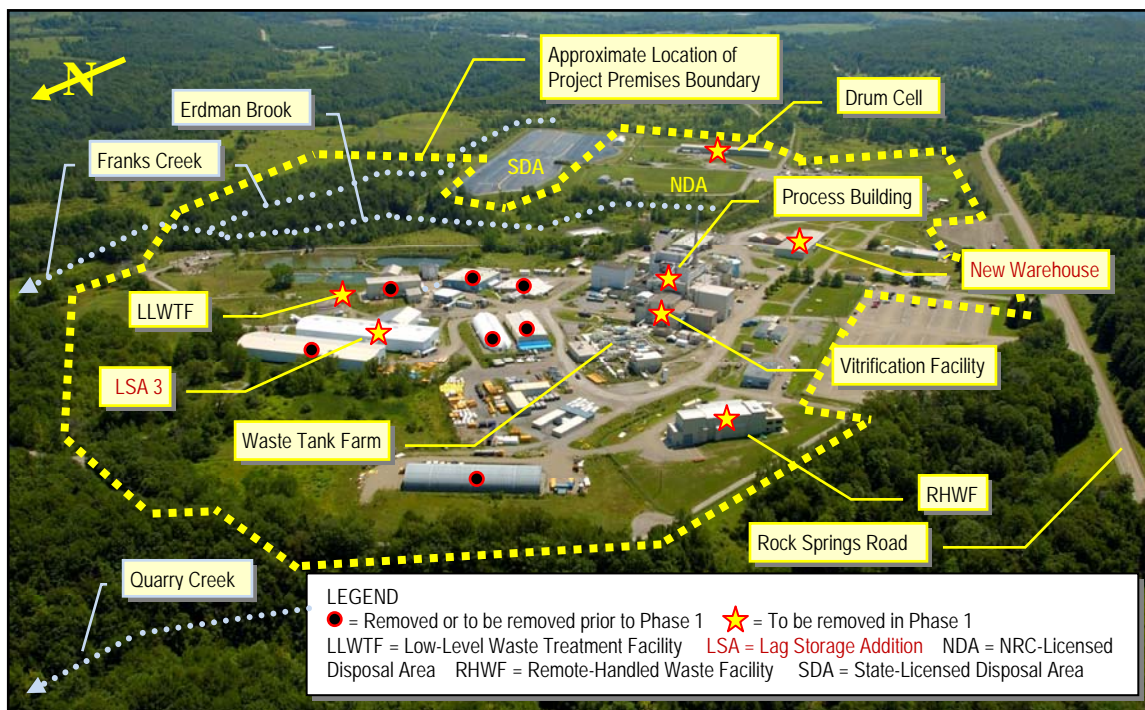 N
Approximate Location of
Project Premises Boundary
Drum Cell
Erdman Brook
Franks Creek
SDA
NDA
Process Building
New Warehouse
LLWTF
LSA 3
Vitrification Facility
Waste Tank Farm
RHWF
Rock Springs Road
Quarry Creek
LEGEND
= Removed or to be removed prior to Phase 1 = To be removed in Phase 1
LLWTF = Low-Level Waste Treatment Facility LSA = Lag Storage Addition NDA = NRC-Licensed
Disposal Area RHWF = Remote-Handled Waste Facility SDA = State-Licensed Disposal Area